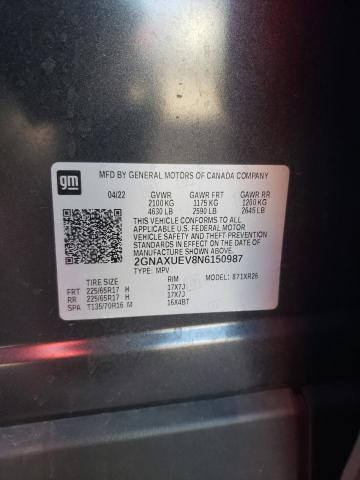 MFD BY GENERAL MOTORS OF CANADA COMPANY
gm
04/22 GVWR GAWR FRT GAWR RR
2100 KG 1175 KG 1200 KG
4630 LB 2590 LB 2645 LB
THIS VEHICLE CONFORMS TO ALL
APPLICABLE U.S. FEDERAL MOTOR
VEHICLE SAFETY, BUMPER, AND
THEFT PREVENTION STANDARDS IN
EFFECT ON THE DATE OF
MANUFACTURE SHOWN ABOVE.
2GNAXUEV8N6150987
TYPE: MPV 871XR26
TIRE SIZE RIM
FRT 225/65R17 H 17X7J
RR 225/65R17 H 17X7J
SPA T135/70R16 M 16X4BT